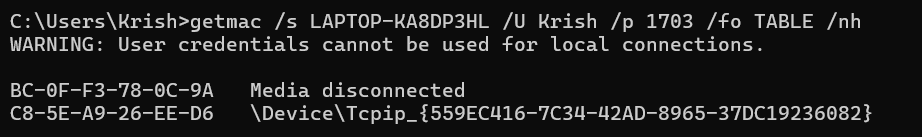 C:\Users\Krish>getmac /s LAPTOP-KA8DP3HL /U Krish /p 1703 /fo TABLE /nh
WARNING: User credentials cannot be used for local connections.
BC-0F-F3-78-0C-9A   Media disconnected
C8-5E-A9-26-EE-D6   \Device\Tcpip_{559EC416-7C34-42AD-8965-37DC19236082}